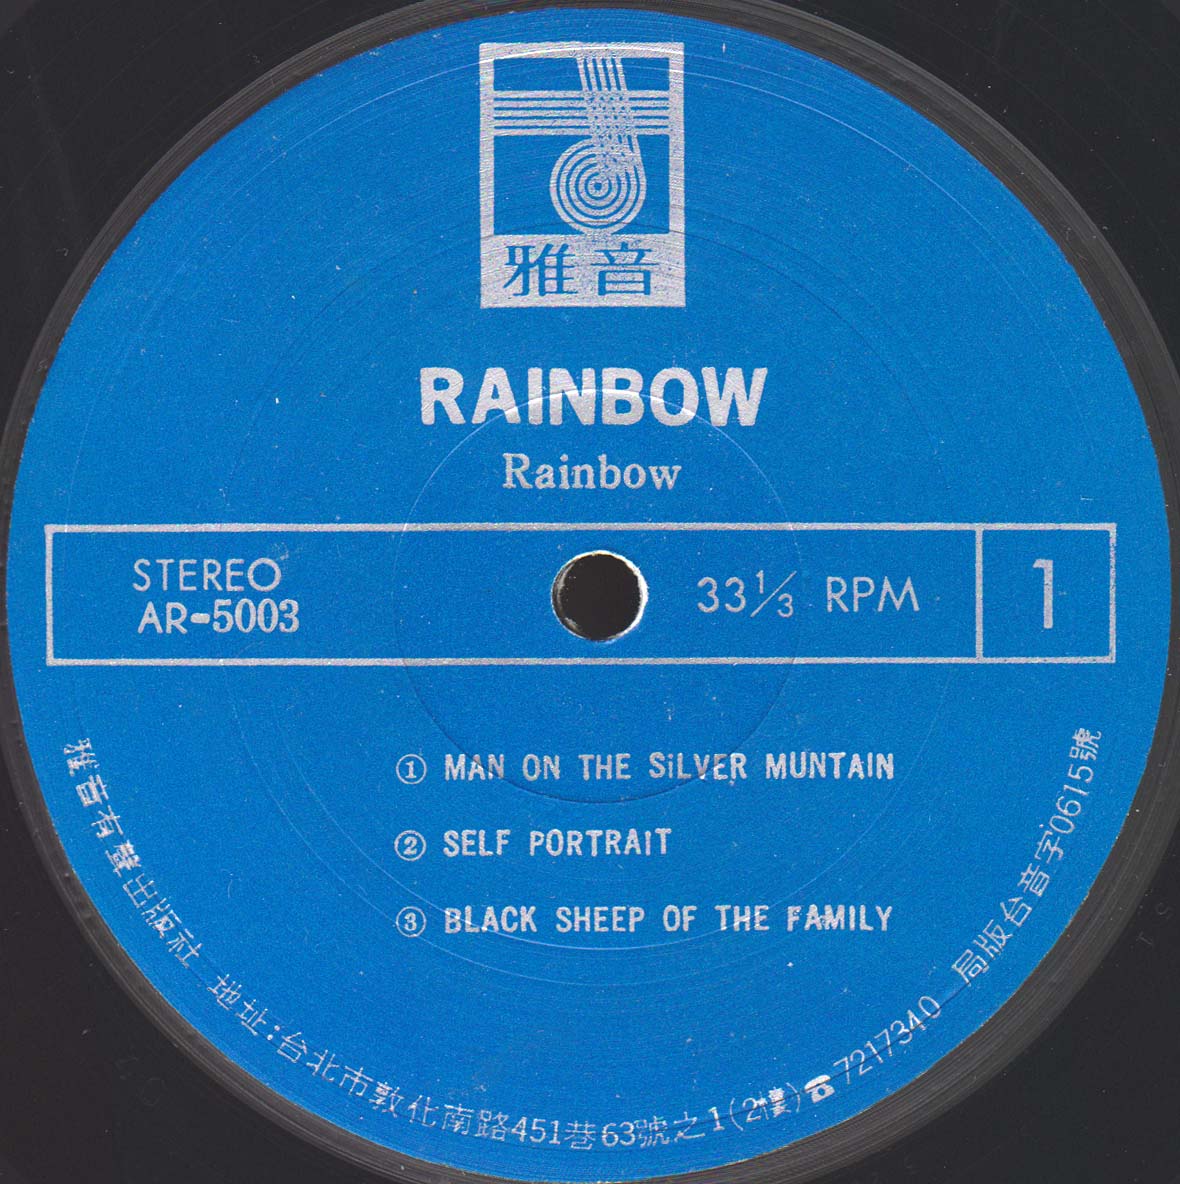 雅音
RAINBOW
Rainbow
STEREO
AR-5003
33 1/3 RPM
1
① MAN ON THE SiLVER MUNTAIN
② SELF PORTRAIT
③ BLACK SHEEP OF THE FAMILY
雅音有聲出版社 地址:台北市敦化南路451巷63號之1(2樓)☎7217340 局版台音字0615號